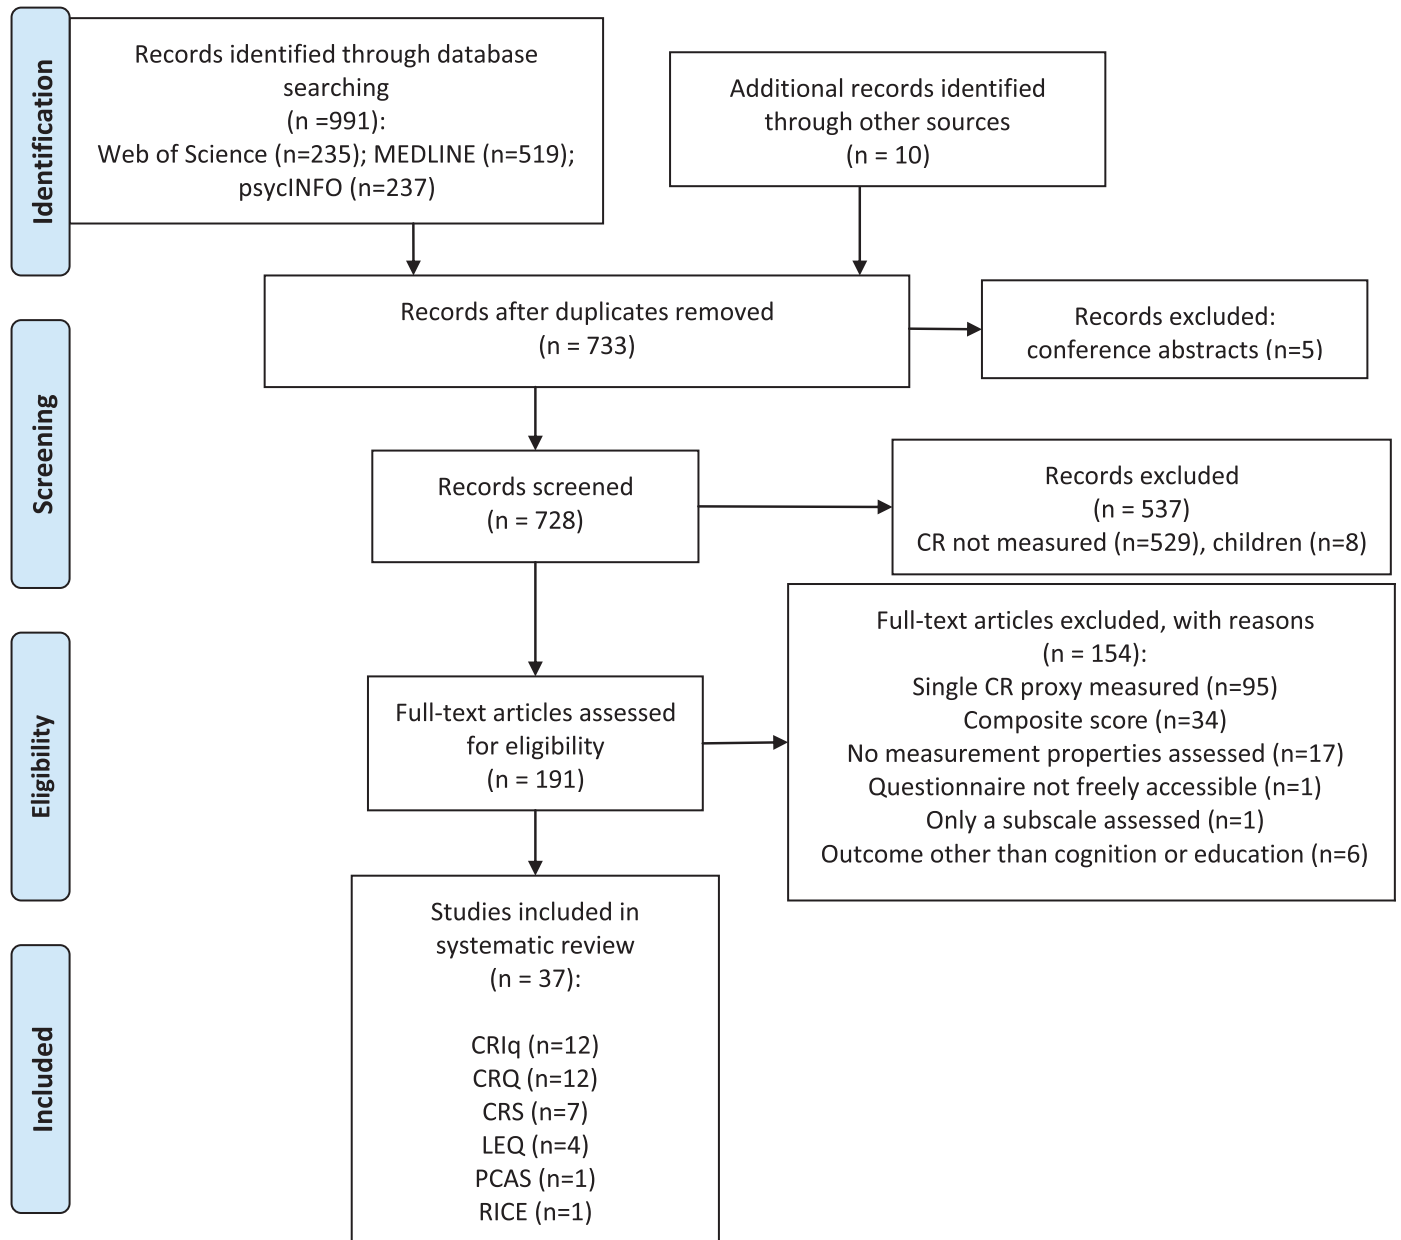 Identification
Records identified through database
searching
(n =991):
Web of Science (n=235); MEDLINE (n=519);
psycINFO (n=237)
Additional records identified
through other sources
(n = 10)
Records after duplicates removed
(n = 733)
Records excluded:
conference abstracts (n=5)
Screening
Records screened
(n = 728)
Records excluded
(n = 537)
CR not measured (n=529), children (n=8)
Eligibility
Full-text articles assessed
for eligibility
(n = 191)
Full-text articles excluded, with reasons
(n = 154):
Single CR proxy measured (n=95)
Composite score (n=34)
No measurement properties assessed (n=17)
Questionnaire not freely accessible (n=1)
Only a subscale assessed (n=1)
Outcome other than cognition or education (n=6)
Included
Studies included in
systematic review
(n = 37):
CRIq (n=12)
CRQ (n=12)
CRS (n=7)
LEQ (n=4)
PCAS (n=1)
RICE (n=1)